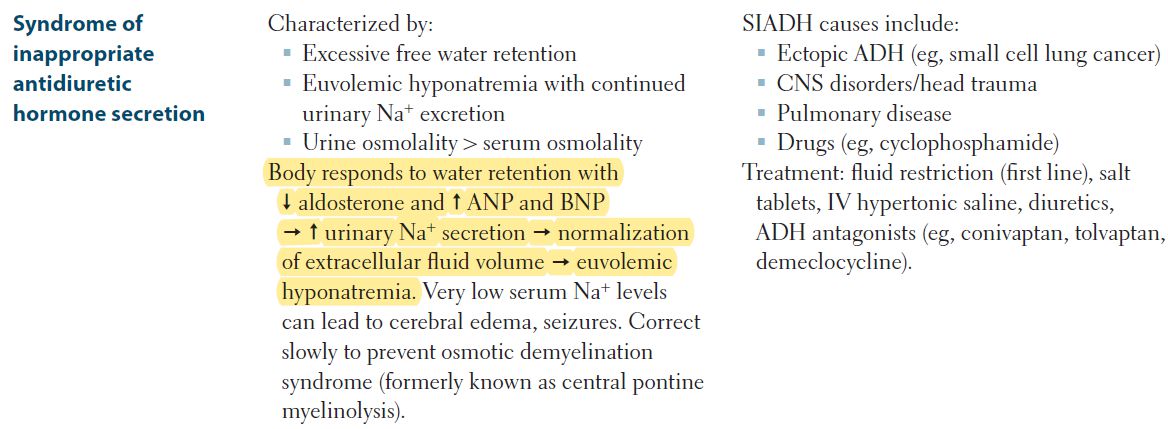 Syndrome of
inappropriate
antidiuretic
hormone secretion
Characterized by:
▪ Excessive free water retention
▪ Euvolemic hyponatremia with continued
urinary Na⁺ excretion
▪ Urine osmolality > serum osmolality
Body responds to water retention with
↓ aldosterone and ↑ ANP and BNP
→ ↑ urinary Na⁺ secretion → normalization
of extracellular fluid volume → euvolemic
hyponatremia. Very low serum Na⁺ levels
can lead to cerebral edema, seizures. Correct
slowly to prevent osmotic demyelination
syndrome (formerly known as central pontine
myelinolysis).
SIADH causes include:
▪ Ectopic ADH (eg, small cell lung cancer)
▪ CNS disorders/head trauma
▪ Pulmonary disease
▪ Drugs (eg, cyclophosphamide)
Treatment: fluid restriction (first line), salt
tablets, IV hypertonic saline, diuretics,
ADH antagonists (eg, conivaptan, tolvaptan,
demeclocycline).